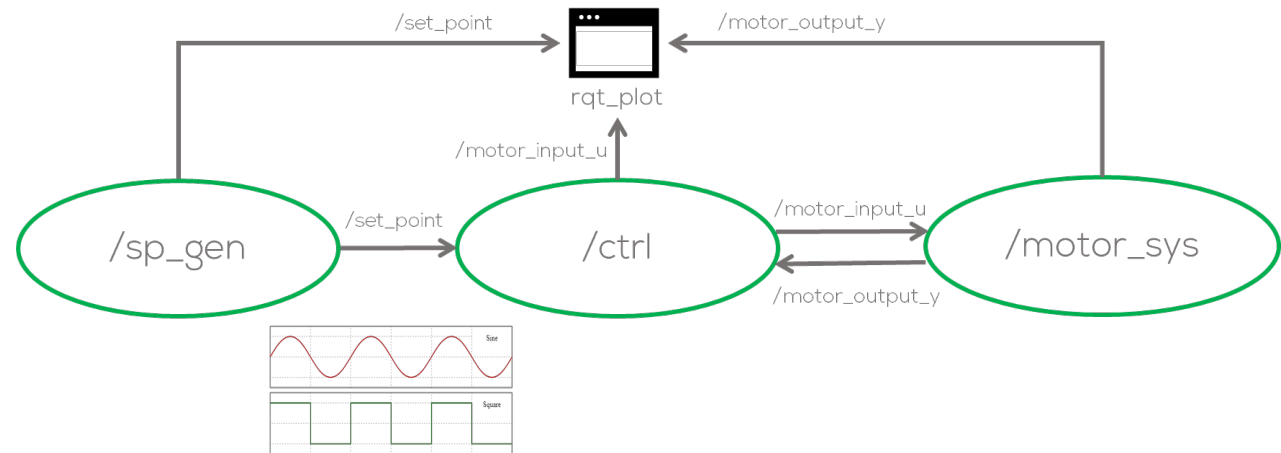 /set_point
/motor_output_y
rqt_plot
/motor_input_u
/sp_gen
/set_point
/ctrl
/motor_input_u
/motor_output_y
/motor_sys
Sine
Square